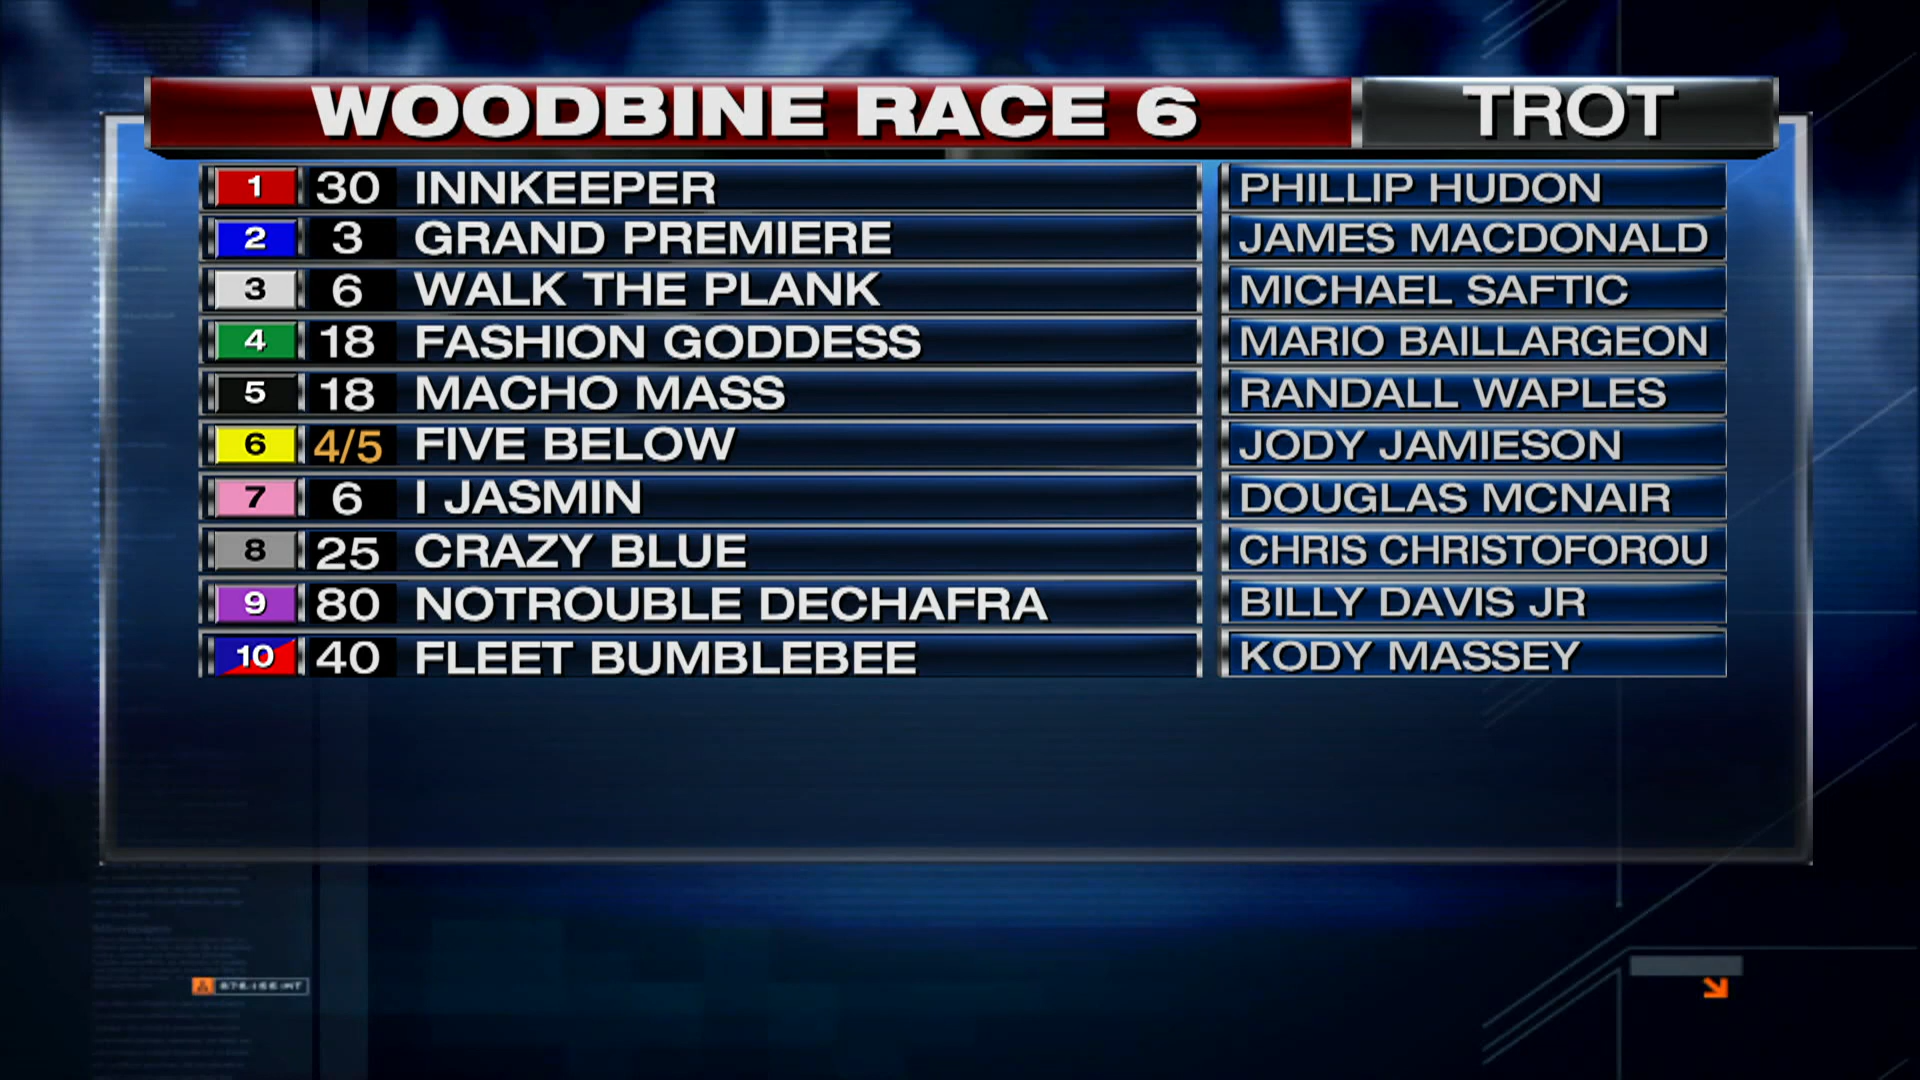 WOODBINE RACE 6 TROT
1 30 INNKEEPER PHILLIP HUDON
2 3 GRAND PREMIERE JAMES MACDONALD
3 6 WALK THE PLANK MICHAEL SAFTIC
4 18 FASHION GODDESS MARIO BAILLARGEON
5 18 MACHO MASS RANDALL WAPLES
6 4/5 FIVE BELOW JODY JAMIESON
7 6 I JASMIN DOUGLAS MCNAIR
8 25 CRAZY BLUE CHRIS CHRISTOFOROU
9 80 NOTROUBLE DECHAFRA BILLY DAVIS JR
10 40 FLEET BUMBLEBEE KODY MASSEY